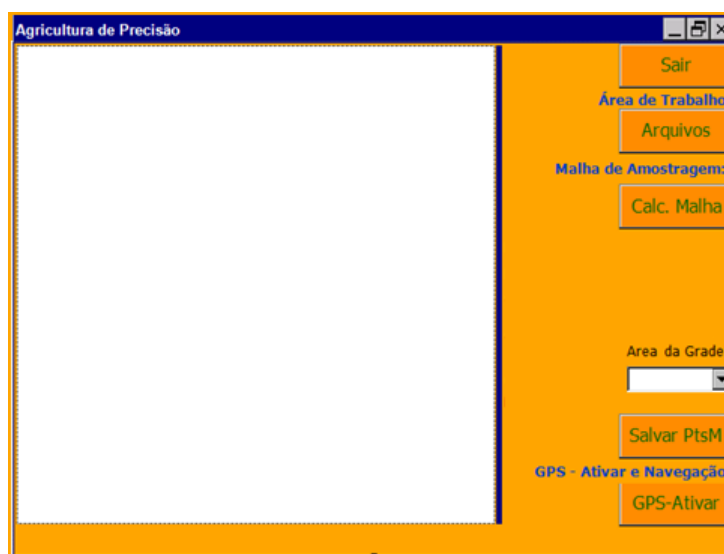 Agricultura de Precisão
Sair
Área de Trabalho
Arquivos
Malha de Amostragem:
Calc. Malha
Area da Grade
Salvar PtsM
GPS - Ativar e Navegação
GPS-Ativar